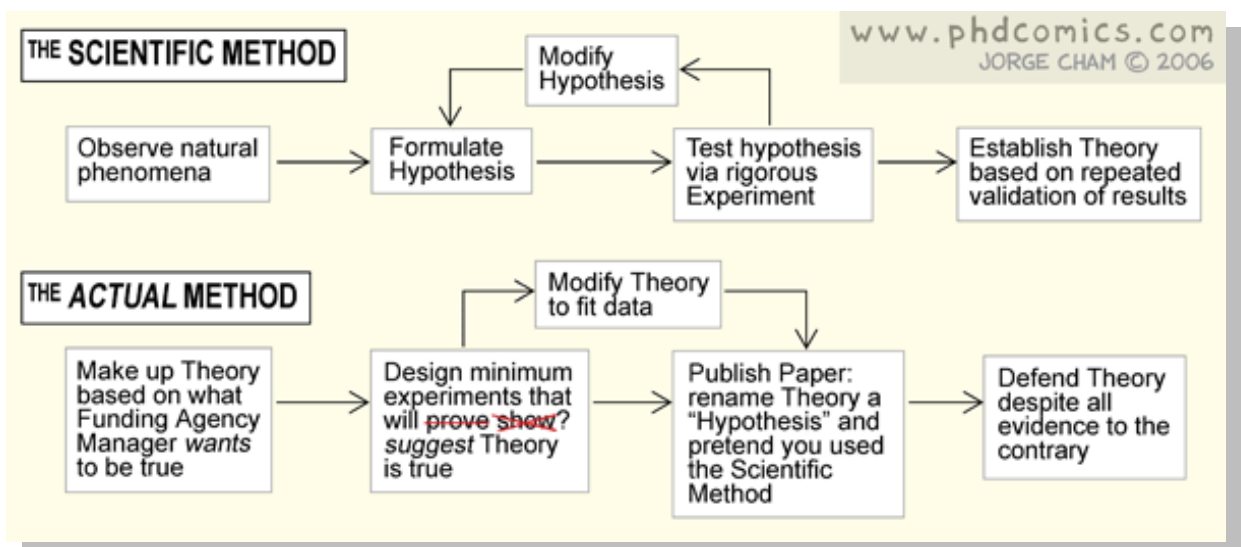 www.phdcomics.com
JORGE CHAM © 2006
THE SCIENTIFIC METHOD
Modify
Hypothesis
Observe natural
phenomena
Formulate
Hypothesis
Test hypothesis
via rigorous
Experiment
Establish Theory
based on repeated
validation of results
THE ACTUAL METHOD
Modify Theory
to fit data
Make up Theory
based on what
Funding Agency
Manager wants
to be true
Design minimum
experiments that
will prove show?
suggest Theory
is true
Publish Paper:
rename Theory a
“Hypothesis” and
pretend you used
the Scientific
Method
Defend Theory
despite all
evidence to the
contrary